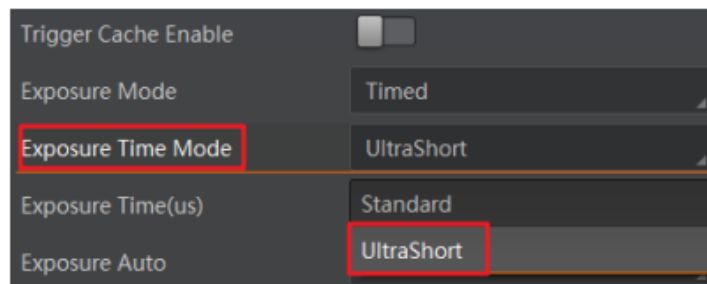 Trigger Cache Enable
Exposure Mode Timed
Exposure Time Mode UltraShort
Exposure Time(us) Standard
Exposure Auto UltraShort